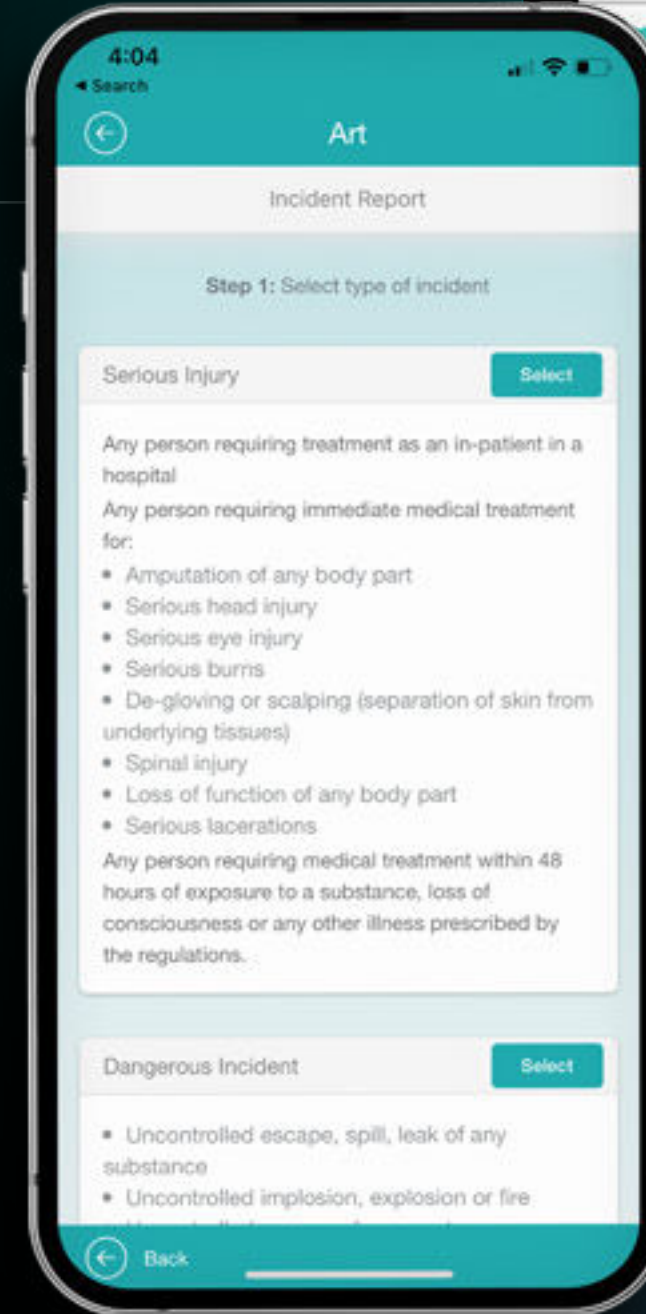 4:04
◂ Search
Art
Incident Report
Step 1: Select type of incident
Serious Injury
Select
Any person requiring treatment as an in-patient in a
hospital
Any person requiring immediate medical treatment
for:
• Amputation of any body part
• Serious head injury
• Serious eye injury
• Serious burns
• De-gloving or scalping (separation of skin from
underlying tissues)
• Spinal injury
• Loss of function of any body part
• Serious lacerations
Any person requiring medical treatment within 48
hours of exposure to a substance, loss of
consciousness or any other illness prescribed by
the regulations.
Dangerous Incident
Select
• Uncontrolled escape, spill, leak of any
substance
• Uncontrolled implosion, explosion or fire
Back